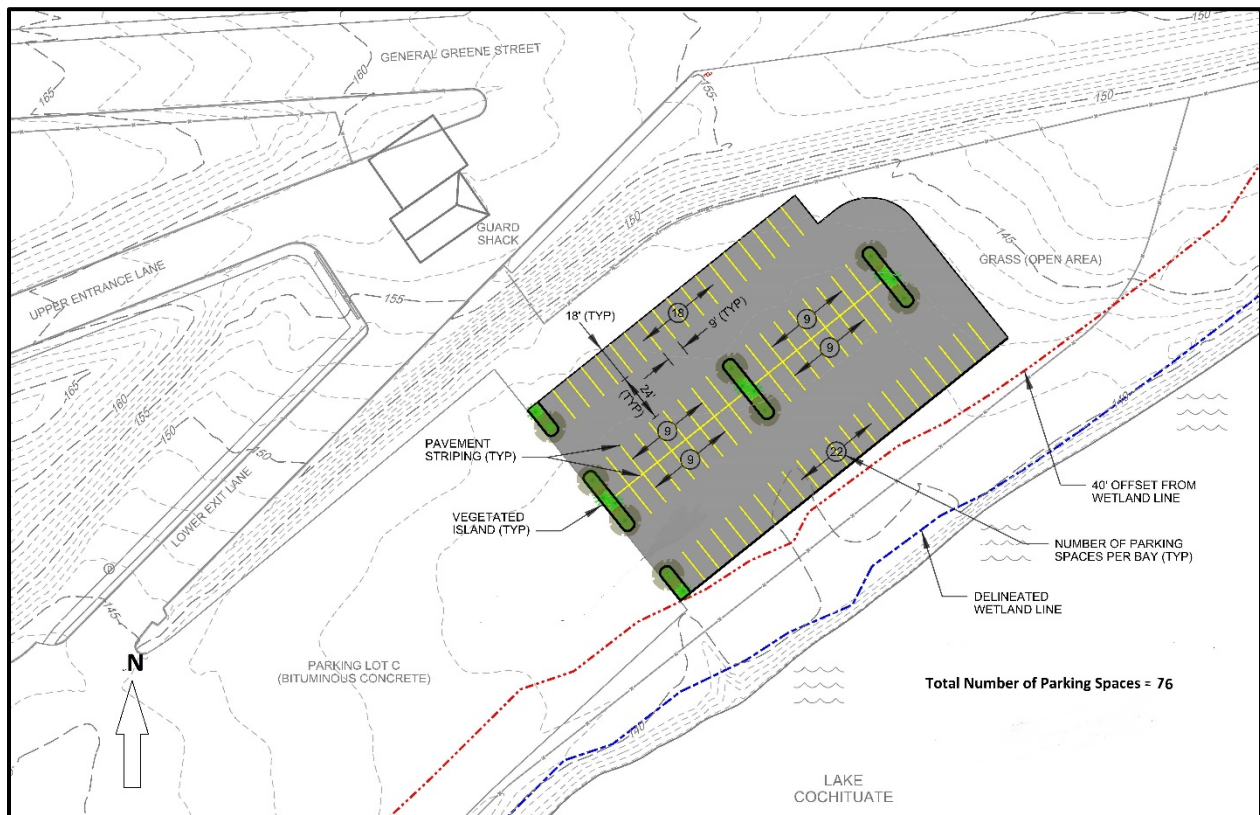 150
GENERAL GREENE STREET
160
165
155
150
150
GUARD
SHACK
145
GRASS (OPEN AREA)
UPPER ENTRANCE LANE
155
18' (TYP)
18
9' (TYP)
9
9
24'
(TYP)
165
160
155
150
150
9
9
PAVEMENT
STRIPING (TYP)
22
140
LOWER EXIT LANE
VEGETATED
ISLAND (TYP)
40' OFFSET FROM
WETLAND LINE
NUMBER OF PARKING
SPACES PER BAY (TYP)
D
DELINEATED
WETLAND LINE
145
N
PARKING LOT C
(BITUMINOUS CONCRETE)
Total Number of Parking Spaces = 76
140
LAKE
COCHITUATE